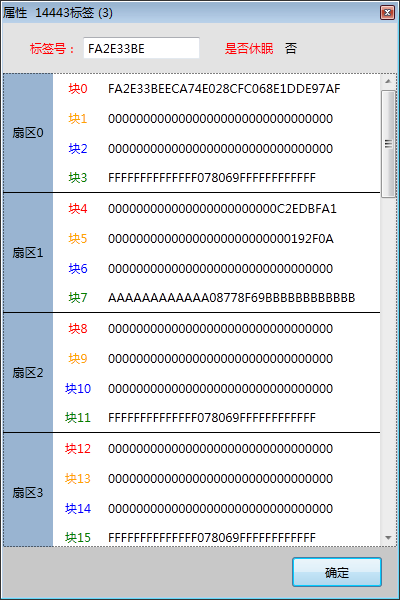 属性 14443标签 (3)
标签号： FA2E33BE 是否休眠 否
扇区0
块0 FA2E33BEECA74E028CFC068E1DDE97AF
块1 00000000000000000000000000000000
块2 00000000000000000000000000000000
块3 FFFFFFFFFFFFFF078069FFFFFFFFFFFF
扇区1
块4 000000000000000000000000C2EDBFA1
块5 00000000000000000000000000192F0A
块6 00000000000000000000000000000000
块7 AAAAAAAAAAAA08778F69BBBBBBBBBBBB
扇区2
块8 00000000000000000000000000000000
块9 00000000000000000000000000000000
块10 00000000000000000000000000000000
块11 FFFFFFFFFFFFFF078069FFFFFFFFFFFF
扇区3
块12 00000000000000000000000000000000
块13 00000000000000000000000000000000
块14 00000000000000000000000000000000
块15 FFFFFFFFFFFFFF078069FFFFFFFFFFFF
确定